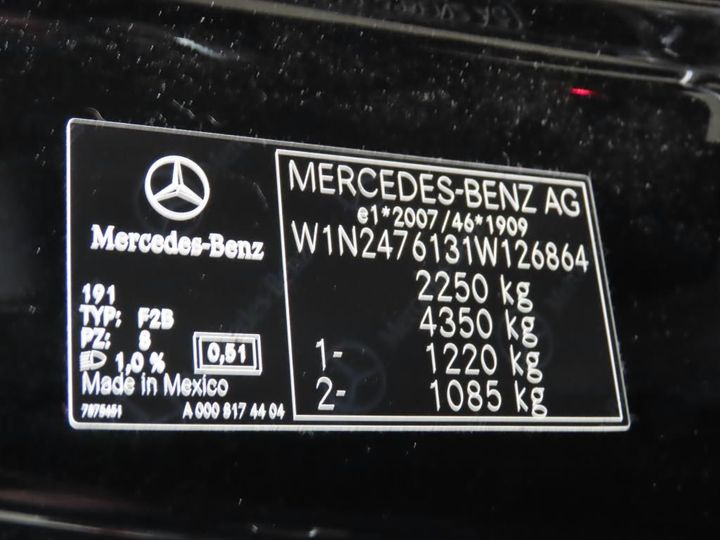 Mercedes-Benz
191
TYP: F2B
PZ: 8
1,0 %
0,51
Made in Mexico
A 000 817 44 04
MERCEDES-BENZ AG
e1*2007/46*1909
W1N2476131W126864
2250 kg
4350 kg
1- 1220 kg
2- 1085 kg